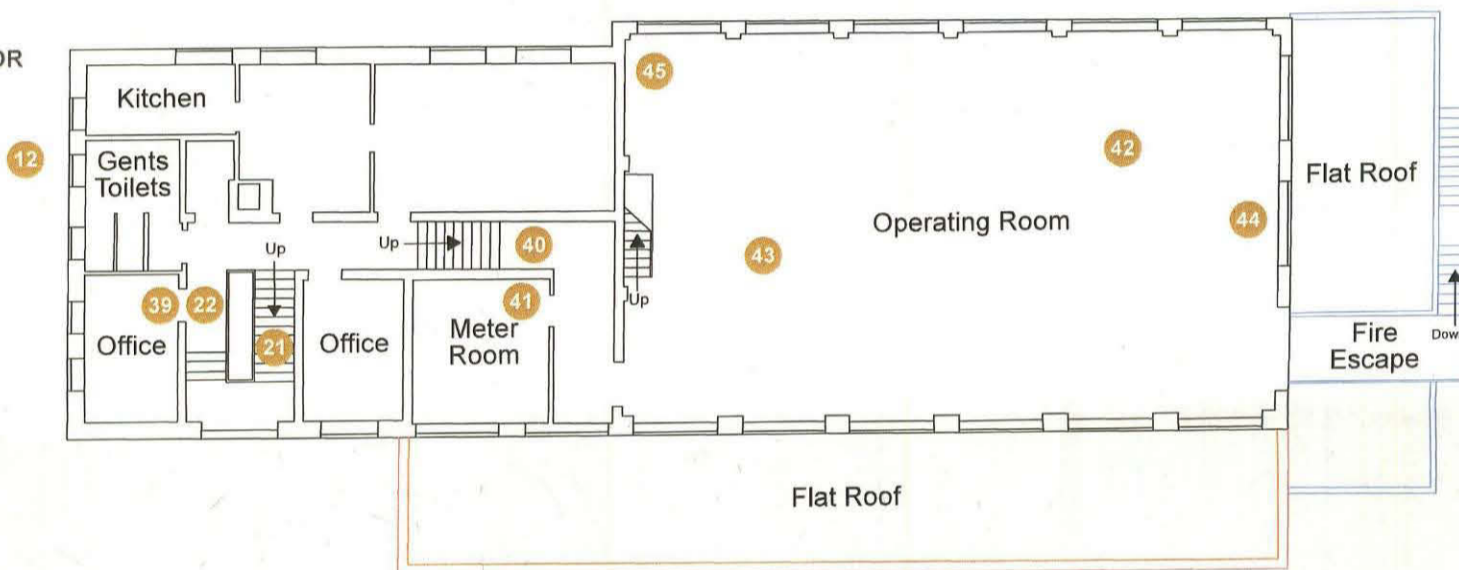 OR
Kitchen
45
12
Gents
Toilets
42
Flat Roof
Operating Room
44
Up
Up
40
43
39
22
41
Up
Office
21
Office
Meter
Room
Fire
Escape
Flat Roof